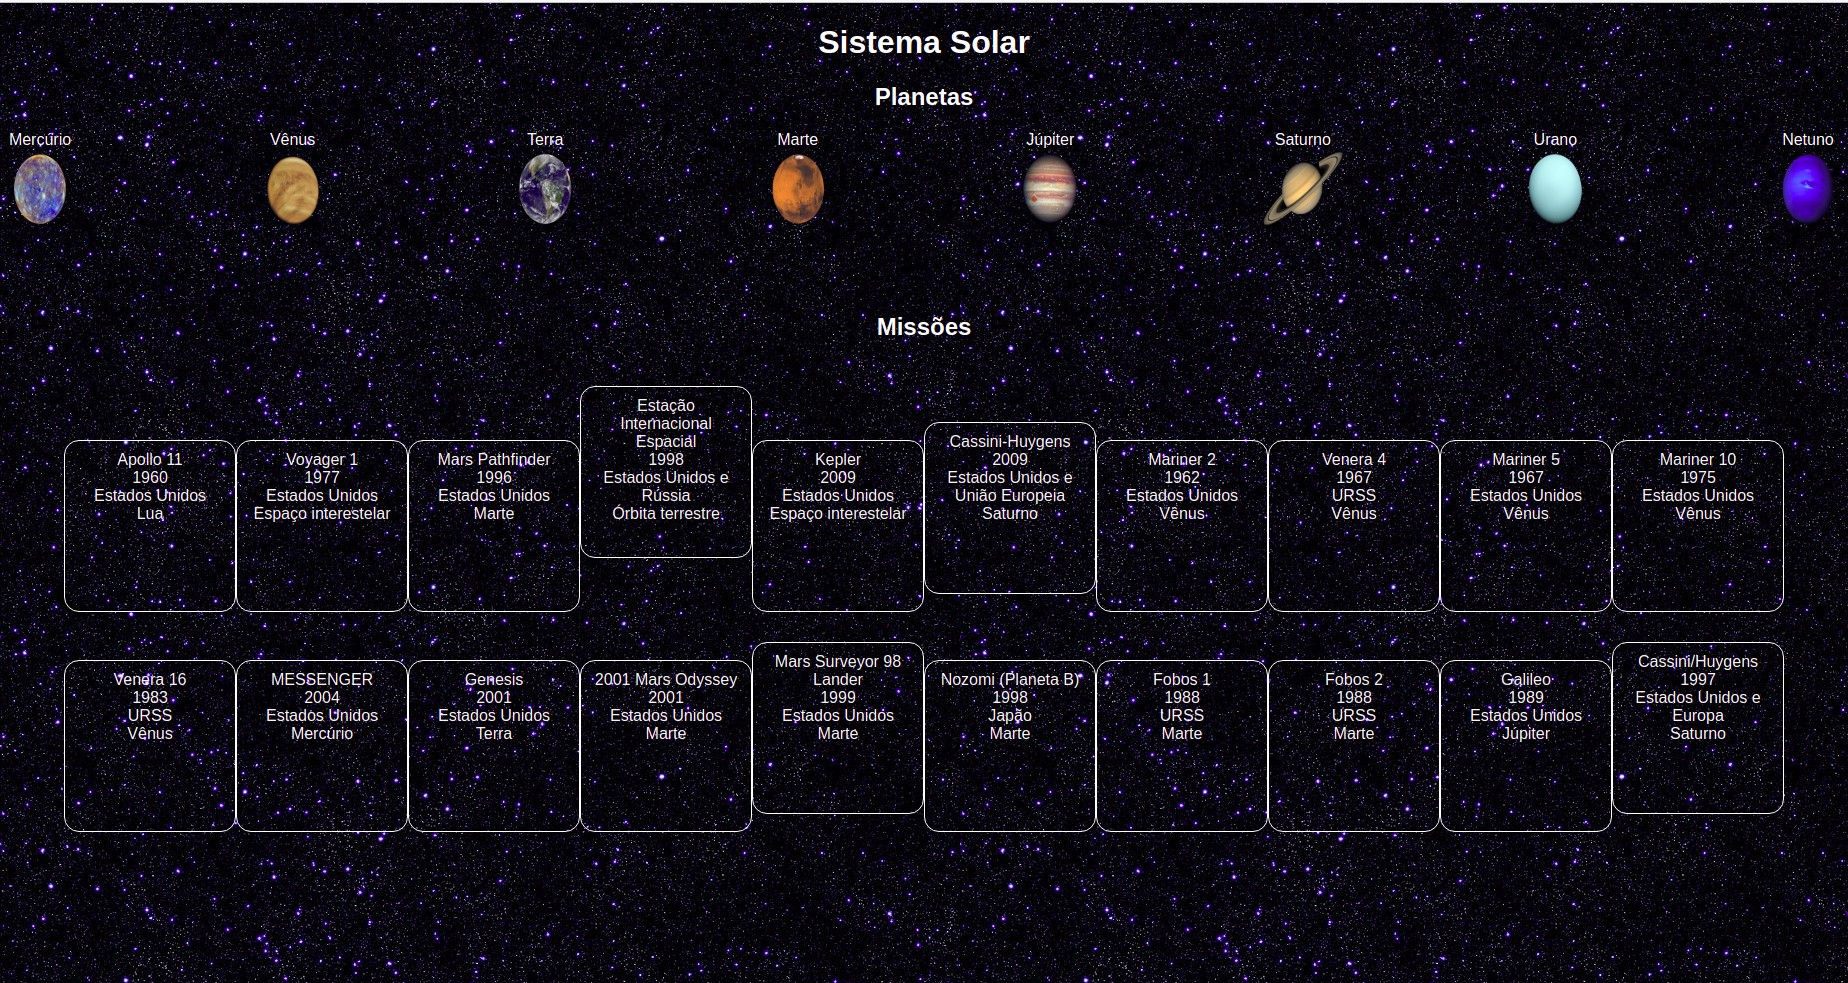 Sistema Solar
Planetas
Mercúrio
Vênus
Terra
Marte
Júpiter
Saturno
Urano
Netuno
Missões
Apollo 11
1960
Estados Unidos
Lua
Voyager 1
1977
Estados Unidos
Espaço interestelar
Mars Pathfinder
1996
Estados Unidos
Marte
Estação
Internacional
Espacial
1998
Estados Unidos e
Rússia
Órbita terrestre
Kepler
2009
Estados Unidos
Espaço interestelar
Cassini-Huygens
2009
Estados Unidos e
União Europeia
Saturno
Mariner 2
1962
Estados Unidos
Vênus
Venera 4
1967
URSS
Vênus
Mariner 5
1967
Estados Unidos
Vênus
Mariner 10
1975
Estados Unidos
Vênus
Venera 16
1983
URSS
Vênus
MESSENGER
2004
Estados Unidos
Mercúrio
Genesis
2001
Estados Unidos
Terra
2001 Mars Odyssey
2001
Estados Unidos
Marte
Mars Surveyor 98
Lander
1999
Estados Unidos
Marte
Nozomi (Planeta B)
1998
Japão
Marte
Fobos 1
1988
URSS
Marte
Fobos 2
1988
URSS
Marte
Galileo
1989
Estados Unidos
Júpiter
Cassini/Huygens
1997
Estados Unidos e
Europa
Saturno